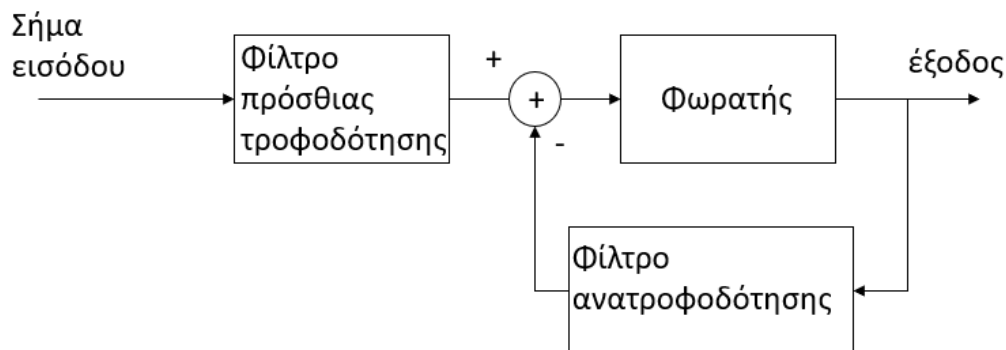 Σήμα
εισόδου
Φίλτρο
πρόσθιας
τροφοδότησης
+
+
-
Φωρατής
έξοδος
Φίλτρο
ανατροφοδότησης